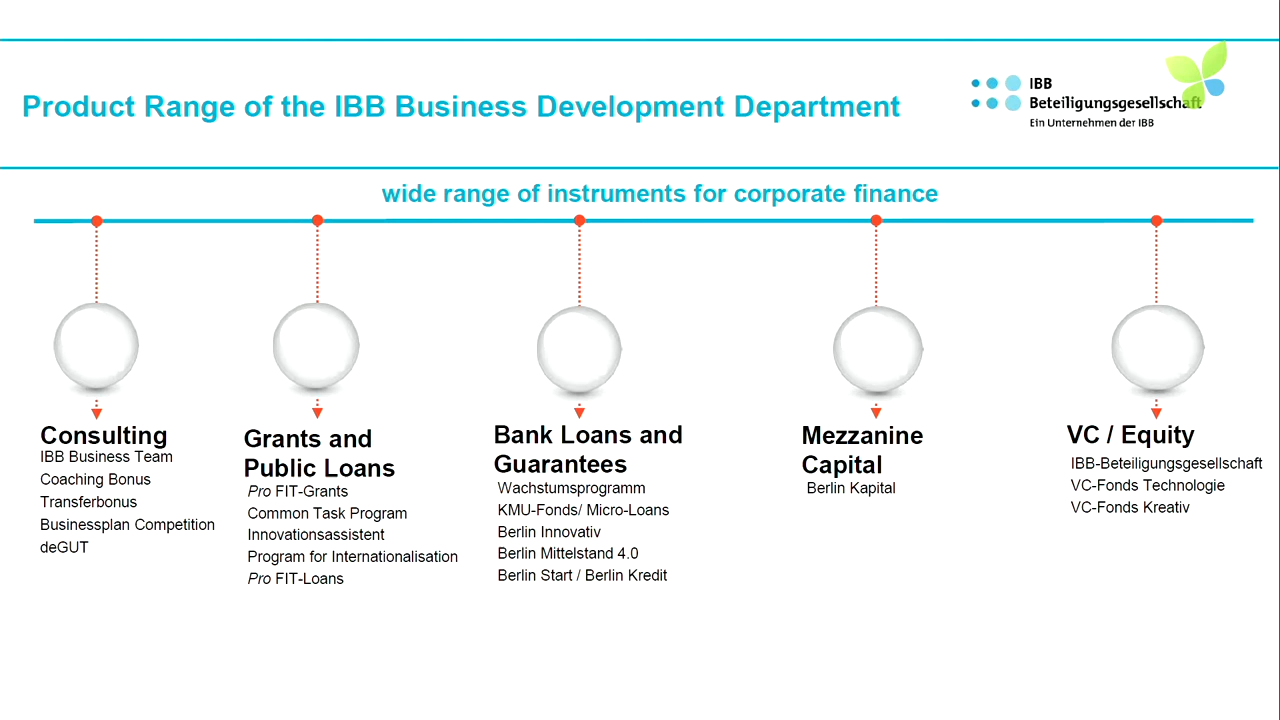 Product Range of the IBB Business Development Department
IBB
Beteiligungsgesellschaft
Ein Unternehmen der IBB
wide range of instruments for corporate finance
Consulting
IBB Business Team
Coaching Bonus
Transferbonus
Businessplan Competition
deGUT
Grants and
Public Loans
Pro FIT-Grants
Common Task Program
Innovationsassistent
Program for Internationalisation
Pro FIT-Loans
Bank Loans and
Guarantees
Wachstumsprogramm
KMU-Fonds/ Micro-Loans
Berlin Innovativ
Berlin Mittelstand 4.0
Berlin Start / Berlin Kredit
Mezzanine
Capital
Berlin Kapital
VC / Equity
IBB-Beteiligungsgesellschaft
VC-Fonds Technologie
VC-Fonds Kreativ